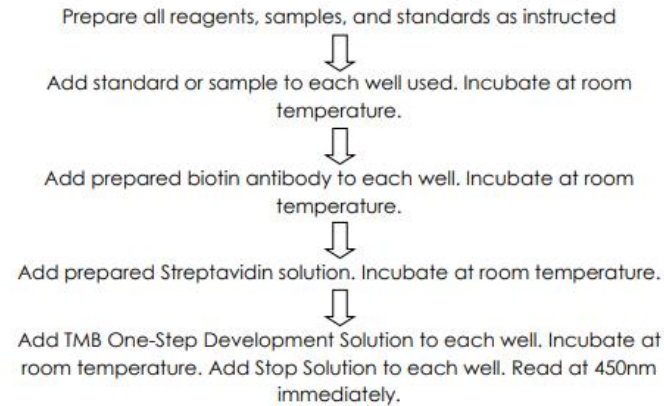 Prepare all reagents, samples, and standards as instructed
Add standard or sample to each well used. Incubate at room
temperature.
Add prepared biotin antibody to each well. Incubate at room
temperature.
Add prepared Streptavidin solution. Incubate at room temperature.
Add TMB One-Step Development Solution to each well. Incubate at
room temperature. Add Stop Solution to each well. Read at 450nm
immediately.